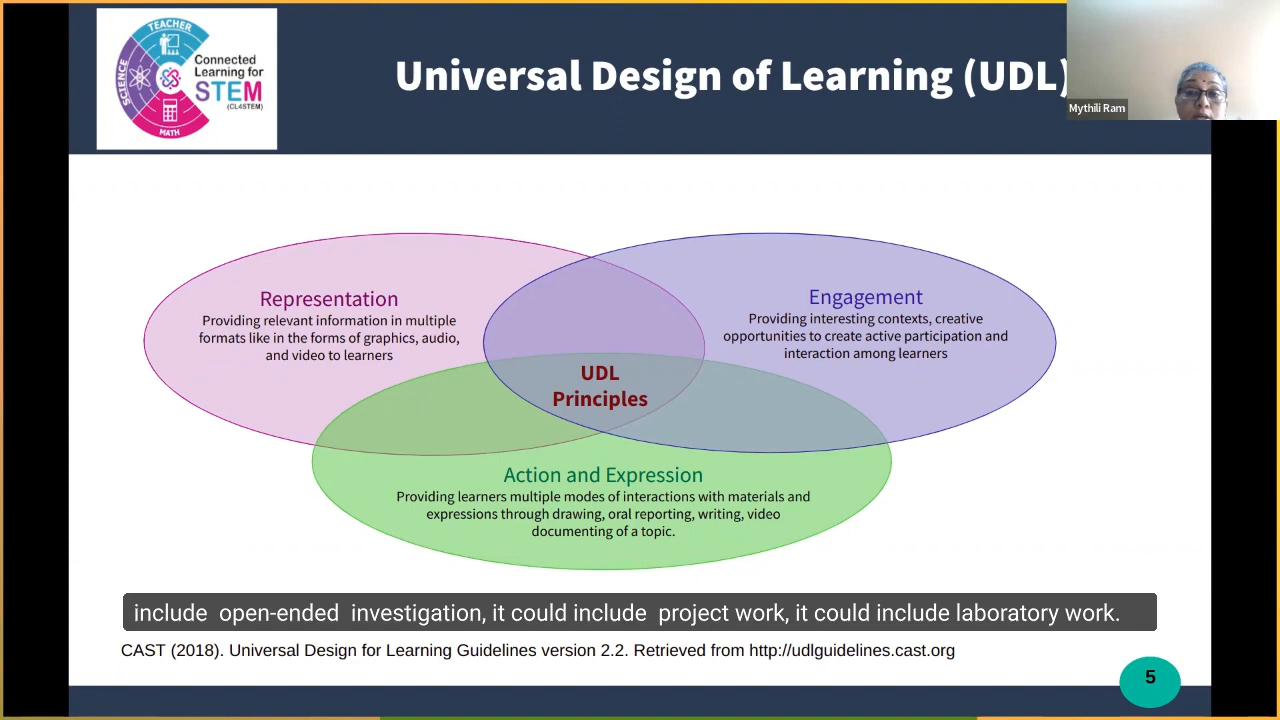 TEACHER
SCIENCE
MATH
Connected
Learning for
STEM
(CL4STEM)
Universal Design of Learning (UDL)
Mythili Ram
Representation
Providing relevant information in multiple
formats like in the forms of graphics, audio,
and video to learners
Engagement
Providing interesting contexts, creative
opportunities to create active participation and
interaction among learners
UDL
Principles
Action and Expression
Providing learners multiple modes of interactions with materials and
expressions through drawing, oral reporting, writing, video
documenting of a topic.
include open-ended investigation, it could include project work, it could include laboratory work.
CAST (2018). Universal Design for Learning Guidelines version 2.2. Retrieved from http://udlguidelines.cast.org
5